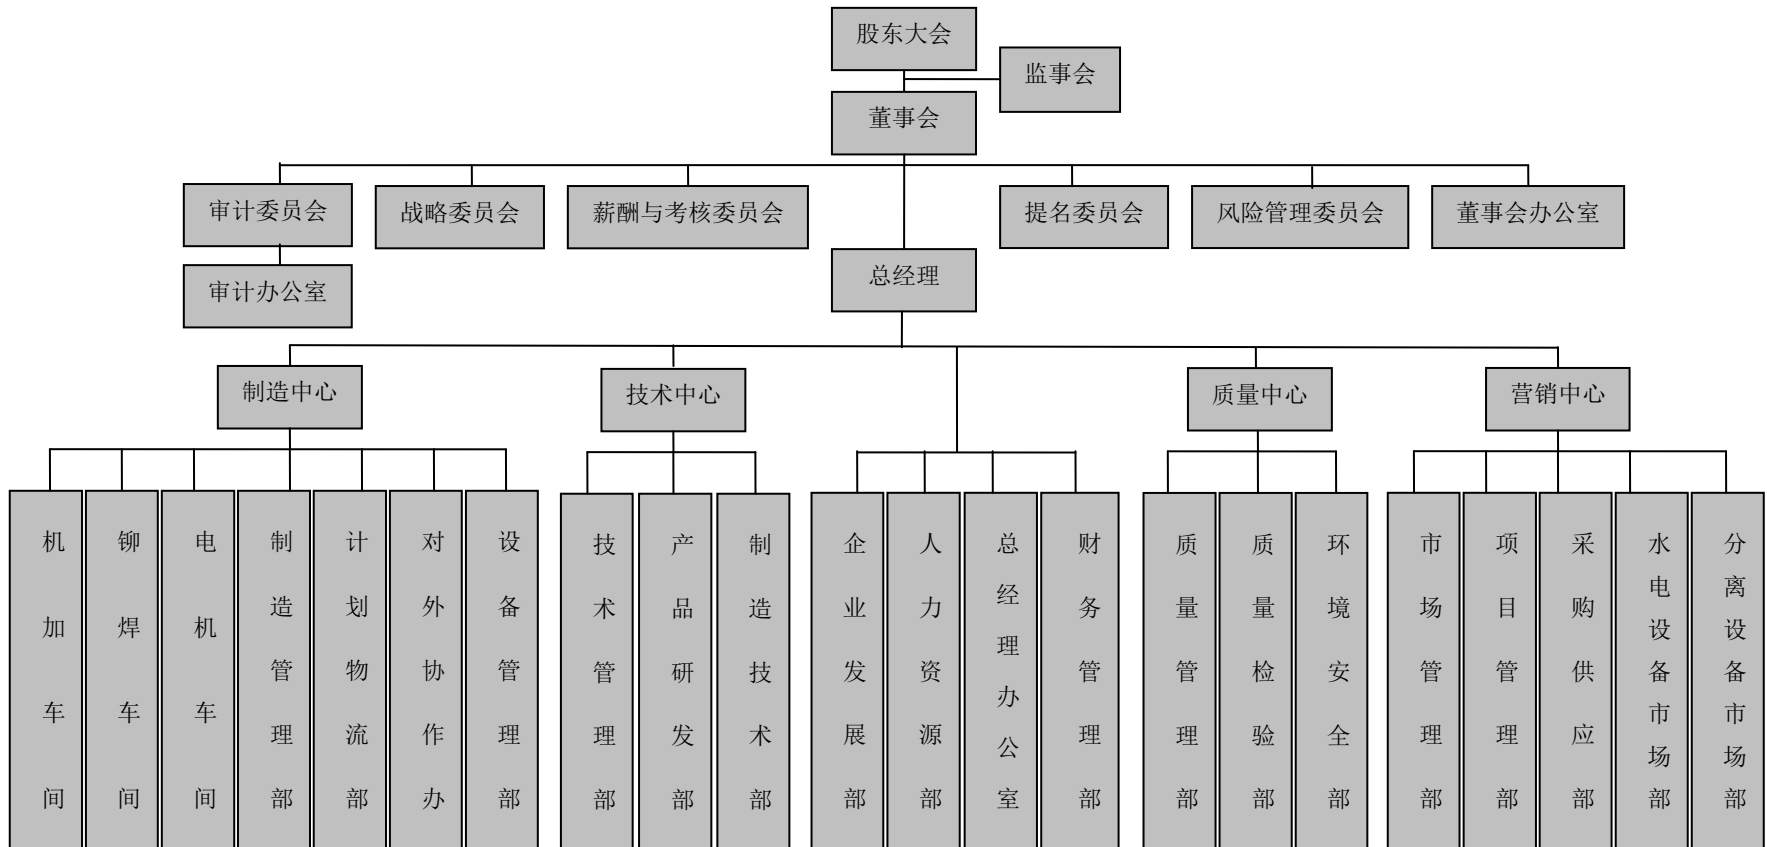 股东大会
监事会
董事会
审计委员会
战略委员会
薪酬与考核委员会
提名委员会
风险管理委员会
董事会办公室
审计办公室
总经理
制造中心
技术中心
质量中心
营销中心
机加车间
铆焊车间
电机车间
制造管理部
计划物流部
对外协作办
设备管理部
技术管理部
产品研发部
制造技术部
企业发展部
人力资源部
总经理办公室
财务管理部
质量管理部
质量检验部
环境安全部
市场管理部
项目管理部
采购供应部
水电设备市场部
分离设备市场部